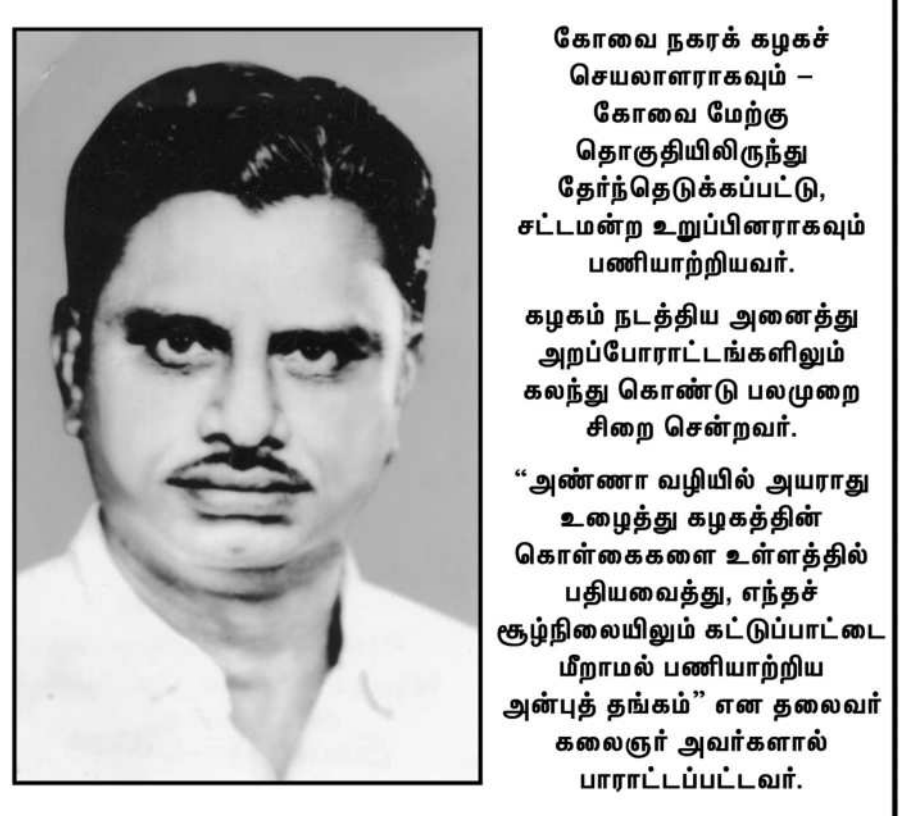 கோவை நகரக் கழகச்
செயலாளராகவும் –
கோவை மேற்கு
தொகுதியிலிருந்து
தேர்ந்தெடுக்கப்பட்டு,
சட்டமன்ற உறுப்பினராகவும்
பணியாற்றியவர்.
கழகம் நடத்திய அனைத்து
அறப்போராட்டங்களிலும்
கலந்து கொண்டு பலமுறை
சிறை சென்றவர்.
“அண்ணா வழியில் அயராது
உழைத்து கழகத்தின்
கொள்கைகளை உள்ளத்தில்
பதியவைத்து, எந்தச்
சூழ்நிலையிலும் கட்டுப்பாட்டை
மீறாமல் பணியாற்றிய
அன்புத் தங்கம்” என தலைவர்
கலைஞர் அவர்களால்
பாராட்டப்பட்டவர்.